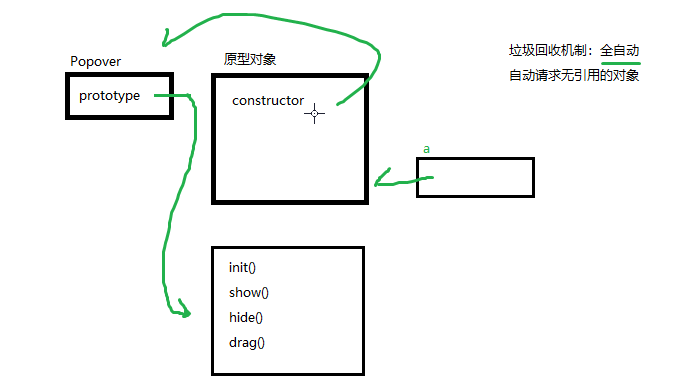 Popover
prototype
原型对象
constructor
垃圾回收机制：全自动
自动请求无引用的对象
a
init()
show()
hide()
drag()